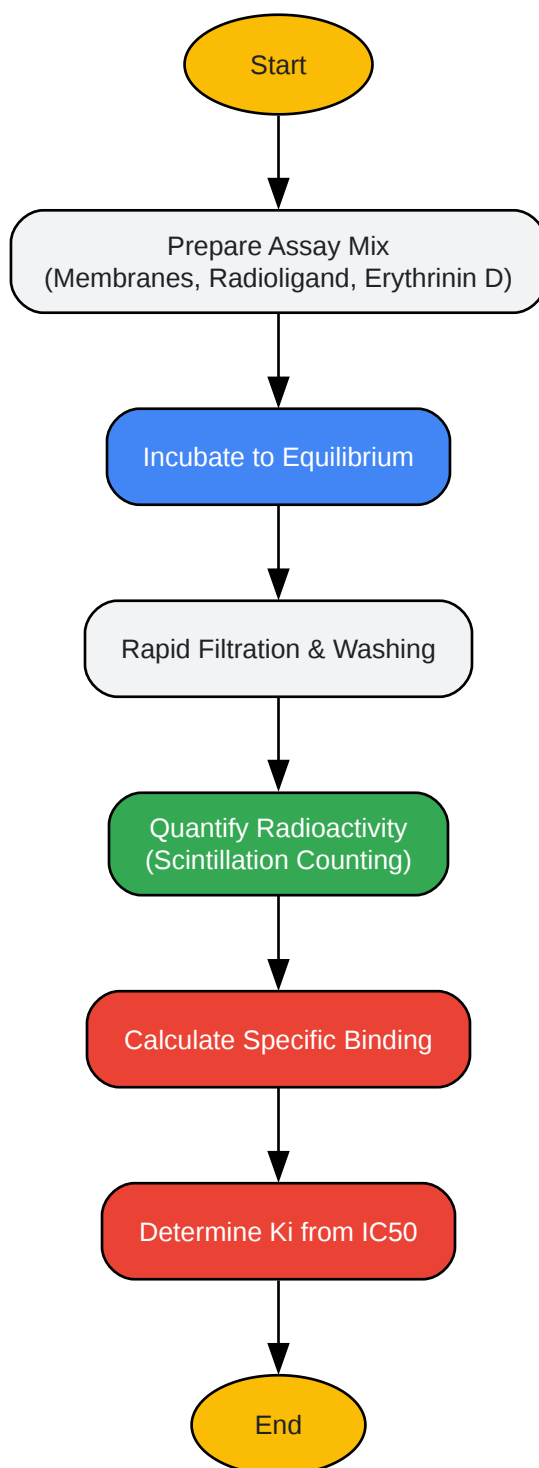 Start
Prepare Assay Mix
(Membranes, Radioligand, Erythrinin D)
Incubate to Equilibrium
Rapid Filtration & Washing
Quantify Radioactivity
(Scintillation Counting)
Calculate Specific Binding
Determine Ki from IC50
End